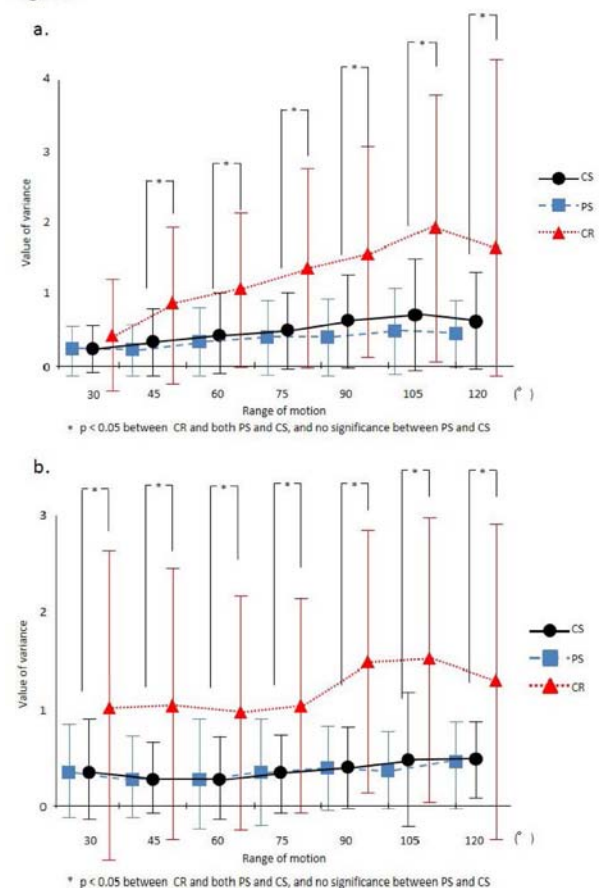 a.
*
*
*
*
*
*
4
3
2
1
0
Value of variance
30 45 60 75 90 105 120 (°)
Range of motion
* p < 0.05 between CR and both PS and CS, and no significance between PS and CS
CS
PS
CR
b.
* * * * * * *
3
2
1
0
Value of variance
30 45 60 75 90 105 120 (°)
Range of motion
* p < 0.05 between CR and both PS and CS, and no significance between PS and CS
CS
PS
CR